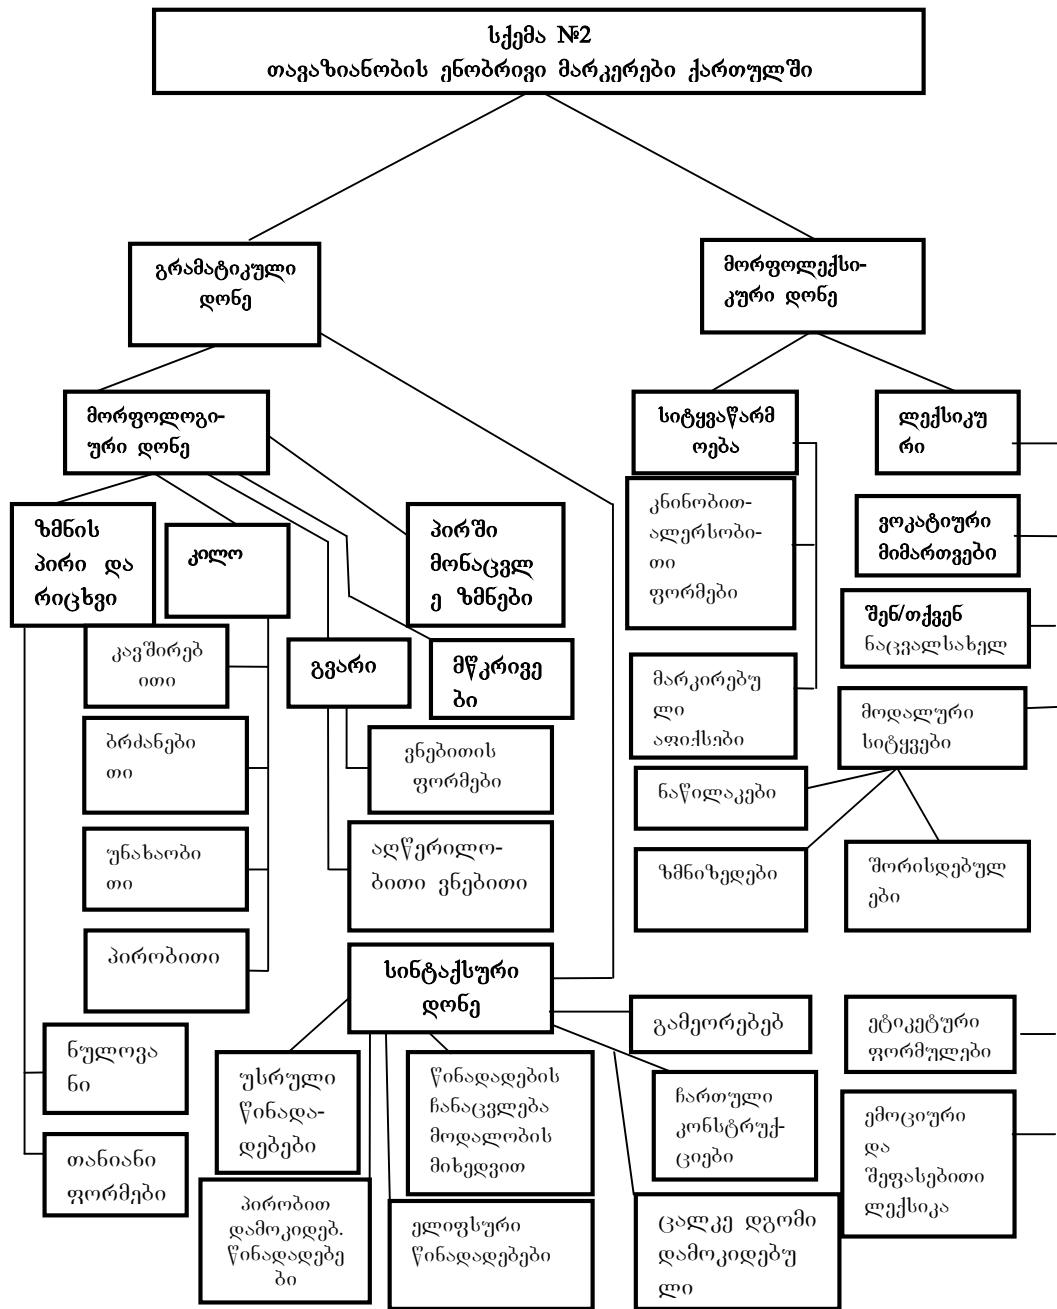 სქემა №2
თავაზიანობის ენობრივი მარკერები ქართულში
გრამატიკული
დონე
მორფოლექსი-
კური დონე
მორფოლოგი-
ური დონე
სიტყვაწარმ
ოება
ლექსიკუ
რი
ზმნის
პირი და
რიცხვი
კილო
პირში
მონაცვლ
ე ზმნები
კნინობით-
ალერსობი-
თი
ფორმები
ვოკატიური
მიმართვები
შენ/თქვენ
ნაცვალსახელ
კავშირებ
ითი
გვარი
მწკრივე
ბი
მარკირებუ
ლი
აფიქსები
მოდალური
სიტყვები
ბრძანები
თი
ვნებითის
ფორმები
ნაწილაკები
უნახაობი
თი
აღწერილო-
ბითი ვნებითი
ზმნიზედები
შორისდებულ
ები
პირობითი
სინტაქსური
დონე
გამეორებებ
ეტიკეტური
ფორმულები
ნულოვა
ნი
უსრული
წინადა-
დებები
წინადადების
ჩანაცვლება
მოდალობის
მიხედვით
ჩართული
კონსტრუქ-
ციები
ემოციური
და
შეფასებითი
ლექსიკა
თანიანი
ფორმები
პირობით
დამოკიდებ.
წინადადებე
ბი
ელიფსური
წინადადებები
ცალკე დგომი
დამოკიდებუ
ლი